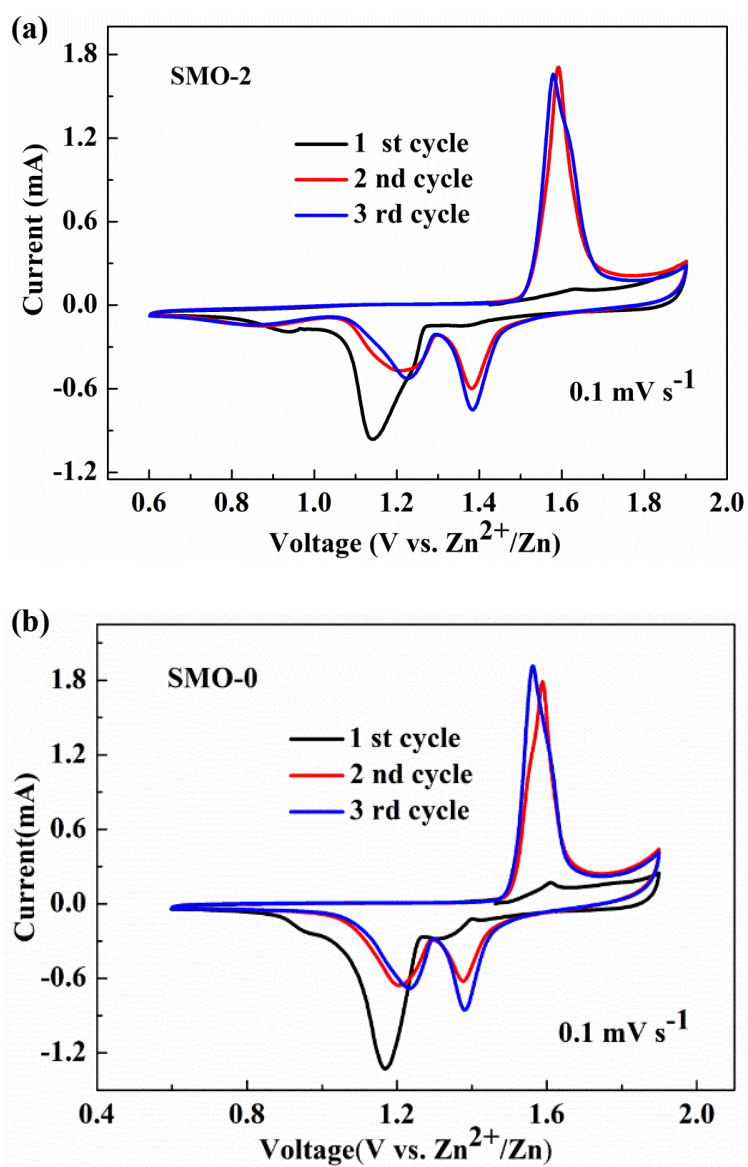 (a)
SMO-2
1 st cycle
2 nd cycle
3 rd cycle
0.1 mV s-1
Current (mA)
1.8
1.2
0.6
0.0
-0.6
-1.2
0.6 0.8 1.0 1.2 1.4 1.6 1.8 2.0
Voltage (V vs. Zn2+/Zn)
(b)
SMO-0
1 st cycle
2 nd cycle
3 rd cycle
0.1 mV s-1
Current(mA)
1.8
1.2
0.6
0.0
-0.6
-1.2
0.4 0.8 1.2 1.6 2.0
Voltage(V vs. Zn2+/Zn)